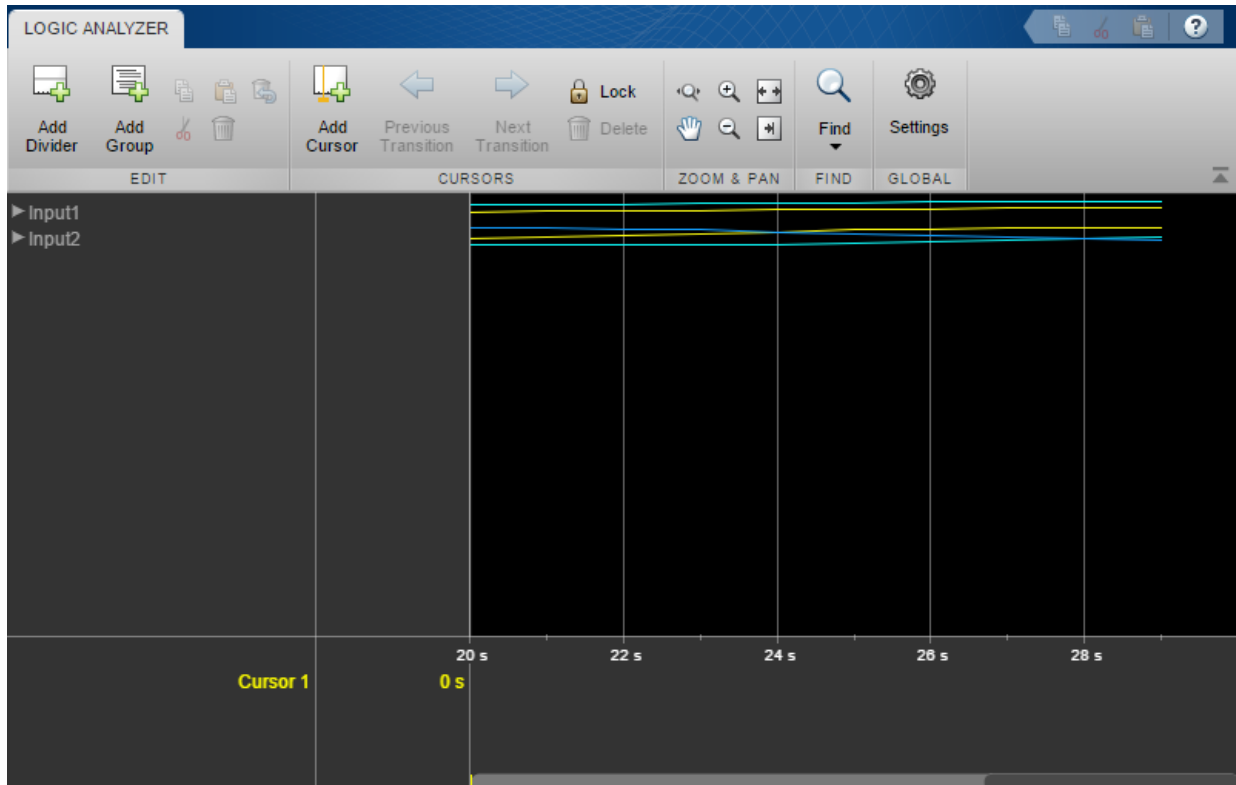 LOGIC ANALYZER
?
Add Divider
Add Group
Add Cursor
Previous Transition
Next Transition
Lock
Delete
Find
Settings
EDIT
CURSORS
ZOOM & PAN
FIND
GLOBAL
Input1
Input2
20 s 22 s 24 s 26 s 28 s
Cursor 1 0 s